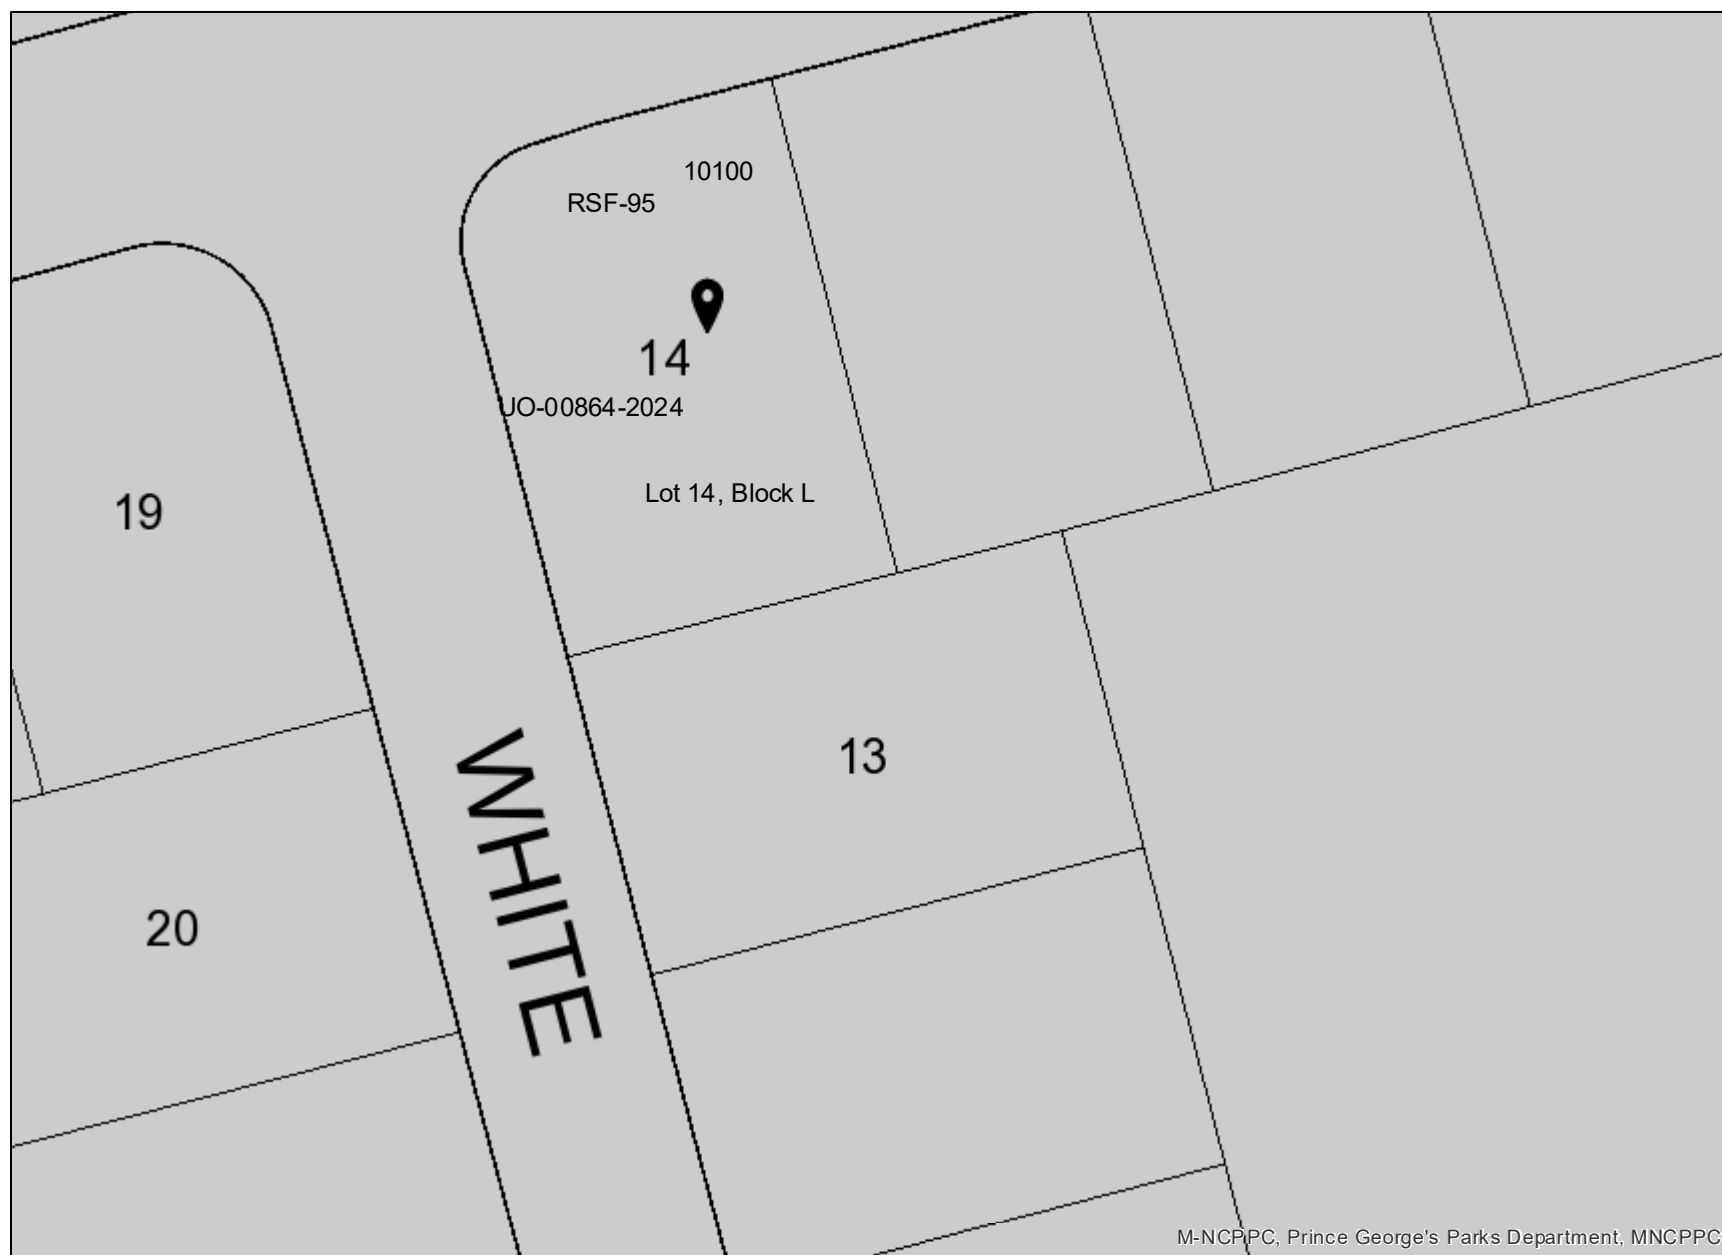 10100
RSF-95
14
UO-00864-2024
Lot 14, Block L
19
13
WHITE
20
M-NCPPC, Prince George's Parks Department, MNCPPC